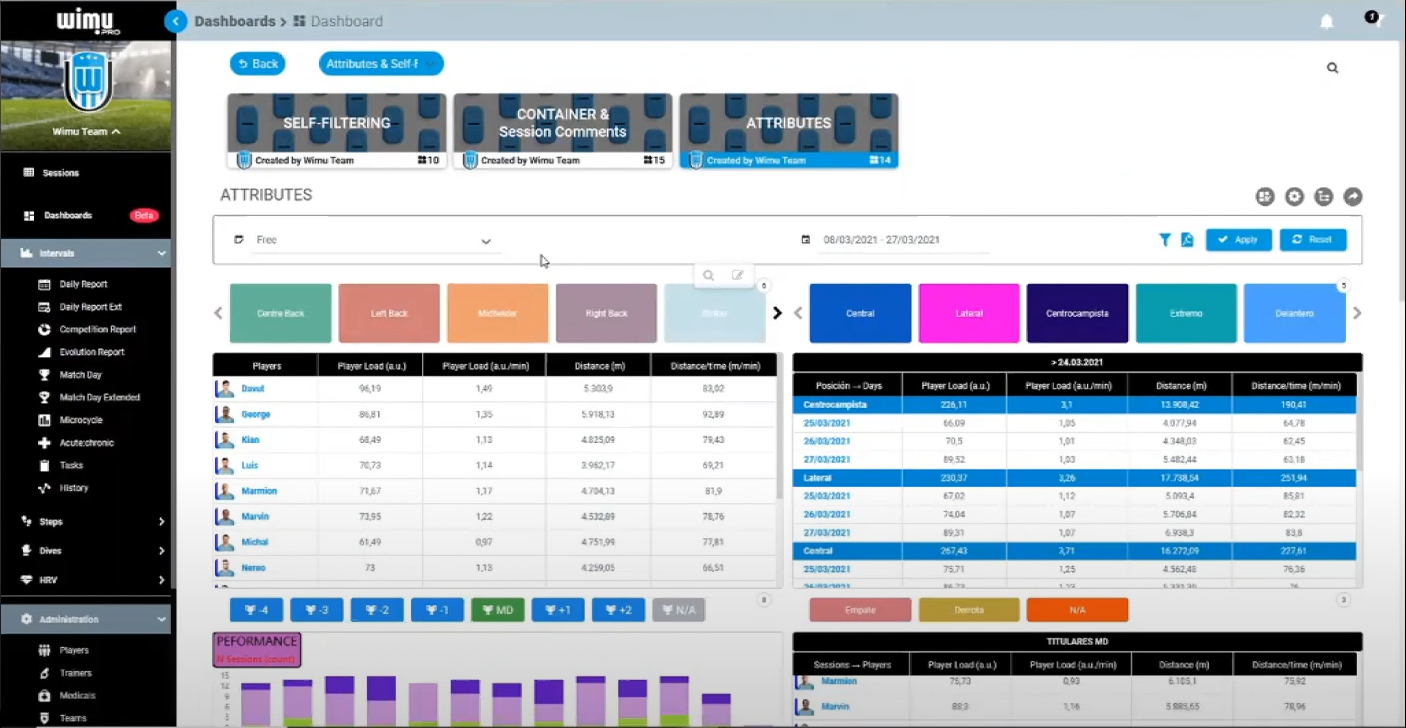 wimu
.PRO
Dashboards > Dashboard
1
W
Wimu Team
Sessions
Dashboards Beta
Intervals
Daily Report
Daily Report Ext
Competition Report
Evolution Report
Match Day
Match Day Extended
Microcycle
Acute:chronic
Tasks
History
Steps
Dives
HRV
Administration
Players
Trainers
Medicals
Teams
Back Attributes & Self-F
SELF-FILTERING
Created by Wimu Team 10
CONTAINER &
Session Comments
Created by Wimu Team 15
ATTRIBUTES
Created by Wimu Team 14
ATTRIBUTES
Free 08/03/2021 - 27/03/2021 Apply Reset
6
Centre Back Left Back Midfielder Right Back
5
Central Lateral Centrocampista Extremo Delantero
Players Player Load (a.u.) Player Load (a.u./min) Distance (m) Distance/time (m/min)
Davut 96,19 1,49 5.303,9 83,02
George 86,81 1,35 5.918,13 92,89
Kian 68,49 1,13 4.825,09 79,43
Luis 70,73 1,14 3.962,17 69,21
Marmion 71,67 1,17 4.704,13 81,9
Marvin 73,95 1,22 4.532,89 78,76
Michal 61,49 0,97 4.751,99 77,81
Nereo 73 1,13 4.259,05 66,51
> 24.03.2021
Posición → Days Player Load (a.u.) Player Load (a.u./min) Distance (m) Distance/time (m/min)
Centrocampista 226,11 3,1 13.908,42 190,41
25/03/2021 66,09 1,05 4.077,94 64,78
26/03/2021 70,5 1,01 4.348,03 62,45
27/03/2021 89,52 1,03 5.482,44 63,18
Lateral 230,37 3,26 17.738,54 251,94
25/03/2021 67,02 1,12 5.093,4 85,81
26/03/2021 74,04 1,07 5.706,84 82,32
27/03/2021 89,31 1,07 6.938,3 83,8
Central 267,43 3,71 16.272,09 227,61
25/03/2021 75,71 1,25 4.562,48 76,36
-4 -3 -2 -1 MD +1 +2 N/A
8
Empate Derrota N/A
3
PEFORMANCE
N Sessions (count)
15
12
9
6
3
TITULARES MD
Sessions → Players Player Load (a.u.) Player Load (a.u./min) Distance (m) Distance/time (m/min)
Marmion 75,73 0,93 6.105,1 75,92
Marvin 88,3 1,16 5.885,65 78,96